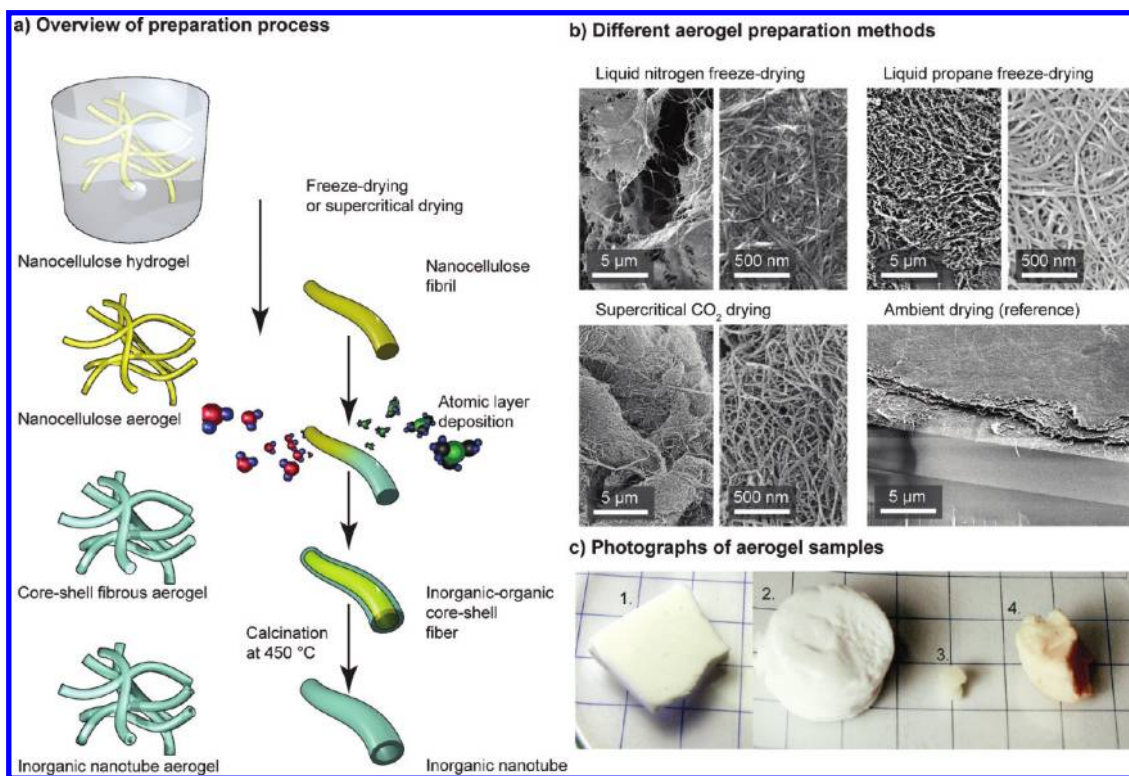 a) Overview of preparation process
Nanocellulose hydrogel
Freeze-drying
or supercritical drying
Nanocellulose
fibril
Nanocellulose aerogel
Atomic layer
deposition
Core-shell fibrous aerogel
Inorganic-organic
core-shell
fiber
Calcination
at 450 °C
Inorganic nanotube aerogel
Inorganic nanotube
b) Different aerogel preparation methods
Liquid nitrogen freeze-drying
Liquid propane freeze-drying
5 µm
500 nm
5 µm
500 nm
Supercritical CO₂ drying
Ambient drying (reference)
5 µm
500 nm
5 µm
c) Photographs of aerogel samples
1.
2.
3.
4.